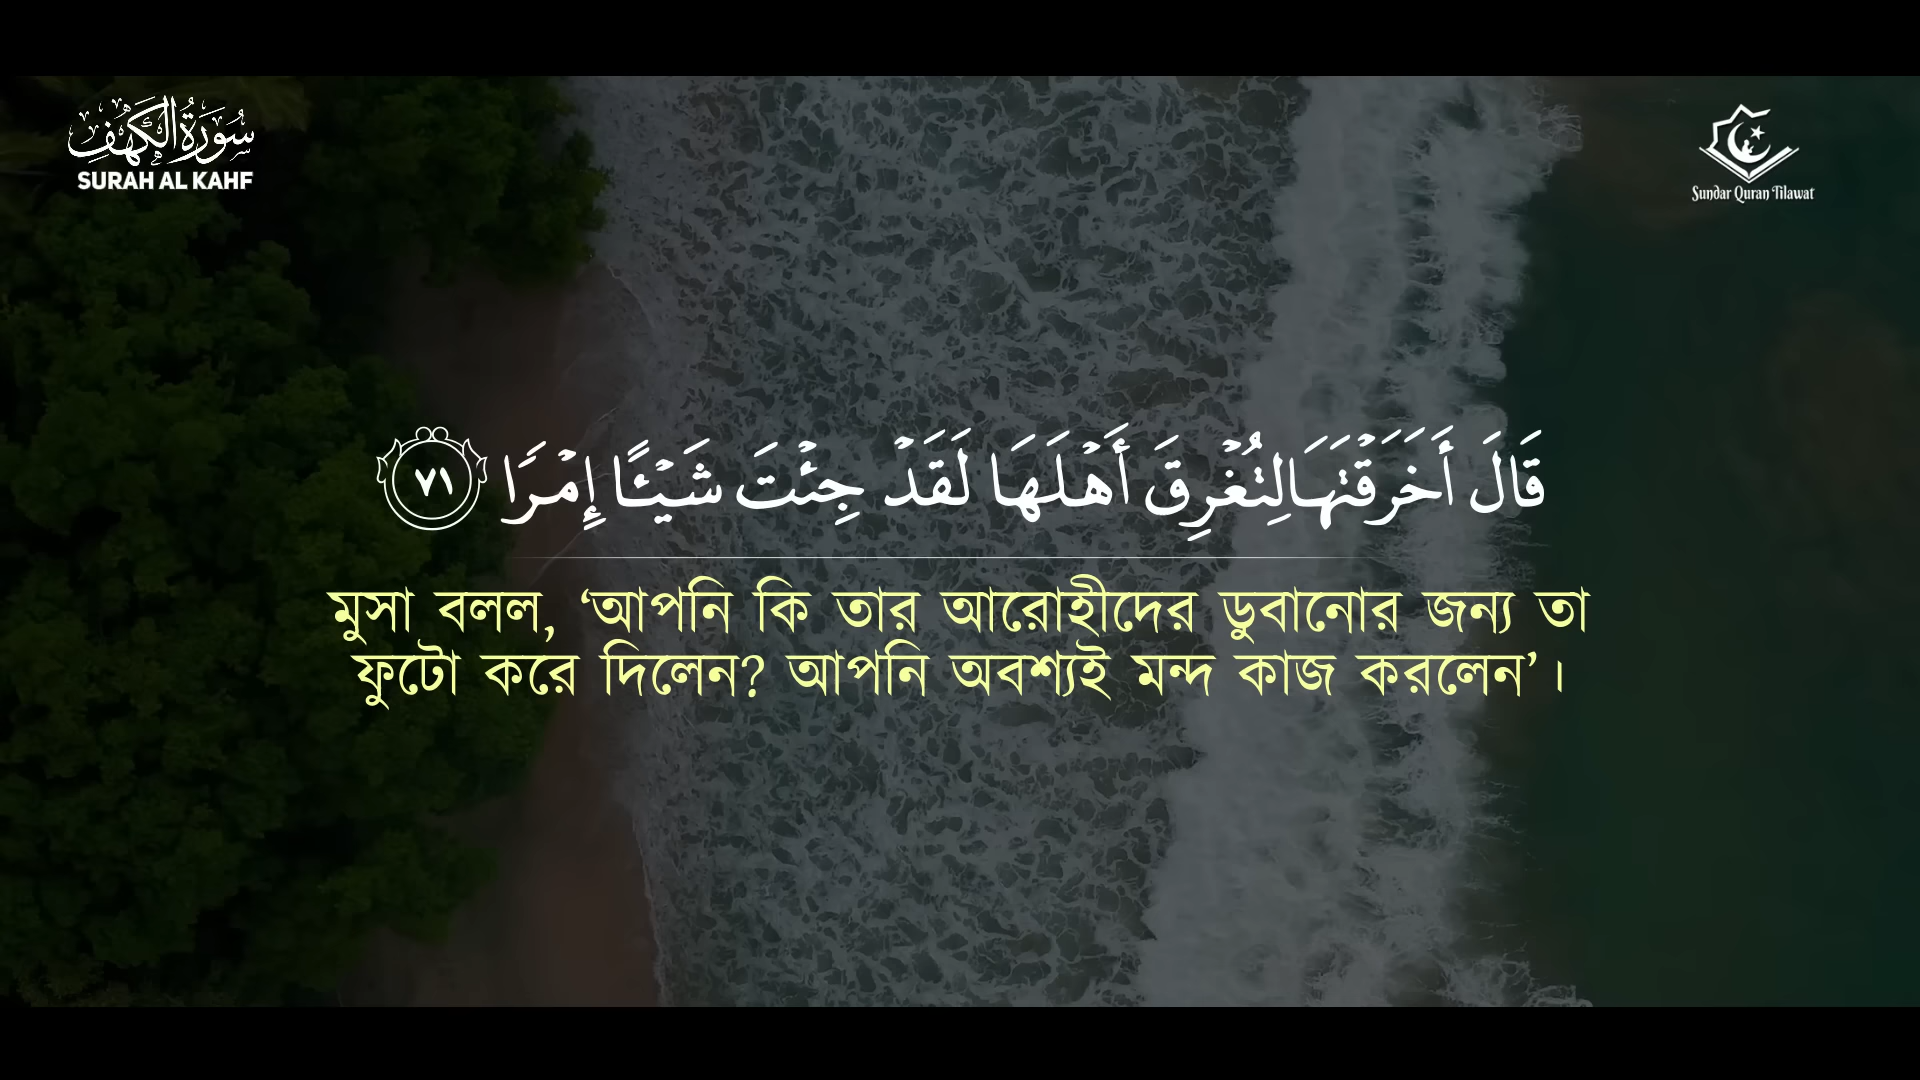 سُورَةُ الكَهْفِ
SURAH AL KAHF
Sundar Quran Tilawat
قَالَ أَخَرَقْتَهَا لِتُغْرِقَ أَهْلَهَا لَقَدْ جِئْتَ شَيْـًٔا إِمْرًا ٧١
মুসা বলল, ‘আপনি কি তার আরোহীদের ডুবানোর জন্য তা
ফুটো করে দিলেন? আপনি অবশ্যই মন্দ কাজ করলেন’।